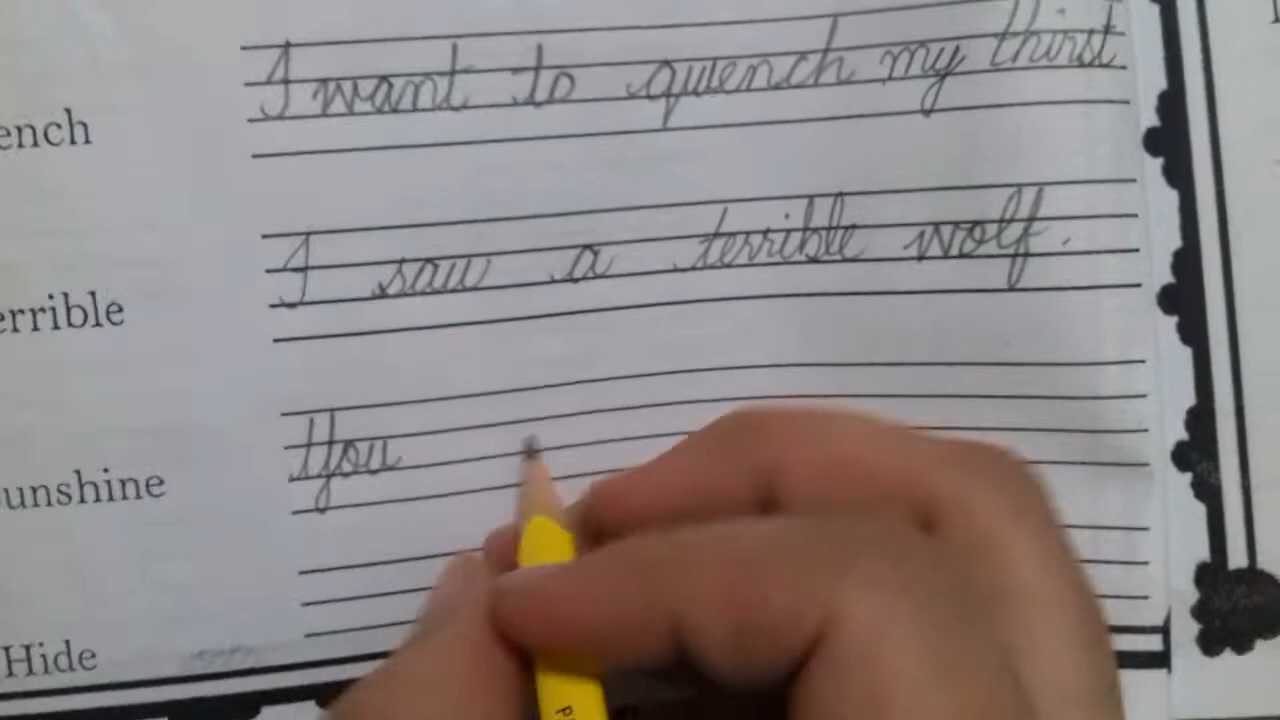 ench I want to quench my thirst
errible I saw a terrible wolf.
unshine You
Hide
P